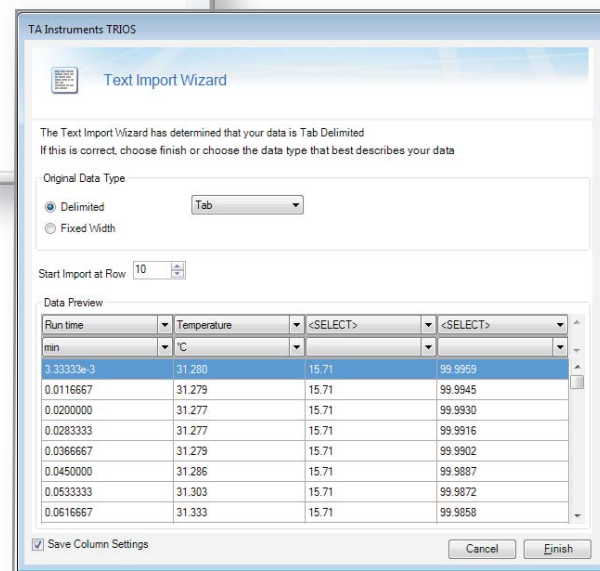 TA Instruments TRIOS
Text Import Wizard
The Text Import Wizard has determined that your data is Tab Delimited
If this is correct, choose finish or choose the data type that best describes your data
Original Data Type
Delimited Tab
Fixed Width
Start Import at Row 10
Data Preview
Run time Temperature <SELECT> <SELECT>
min °C
3.33333e-3 31.280 15.71 99.9959
0.0116667 31.279 15.71 99.9945
0.0200000 31.277 15.71 99.9930
0.0283333 31.277 15.71 99.9916
0.0366667 31.279 15.71 99.9902
0.0450000 31.286 15.71 99.9887
0.0533333 31.303 15.71 99.9872
0.0616667 31.333 15.71 99.9858
Save Column Settings Cancel Finish